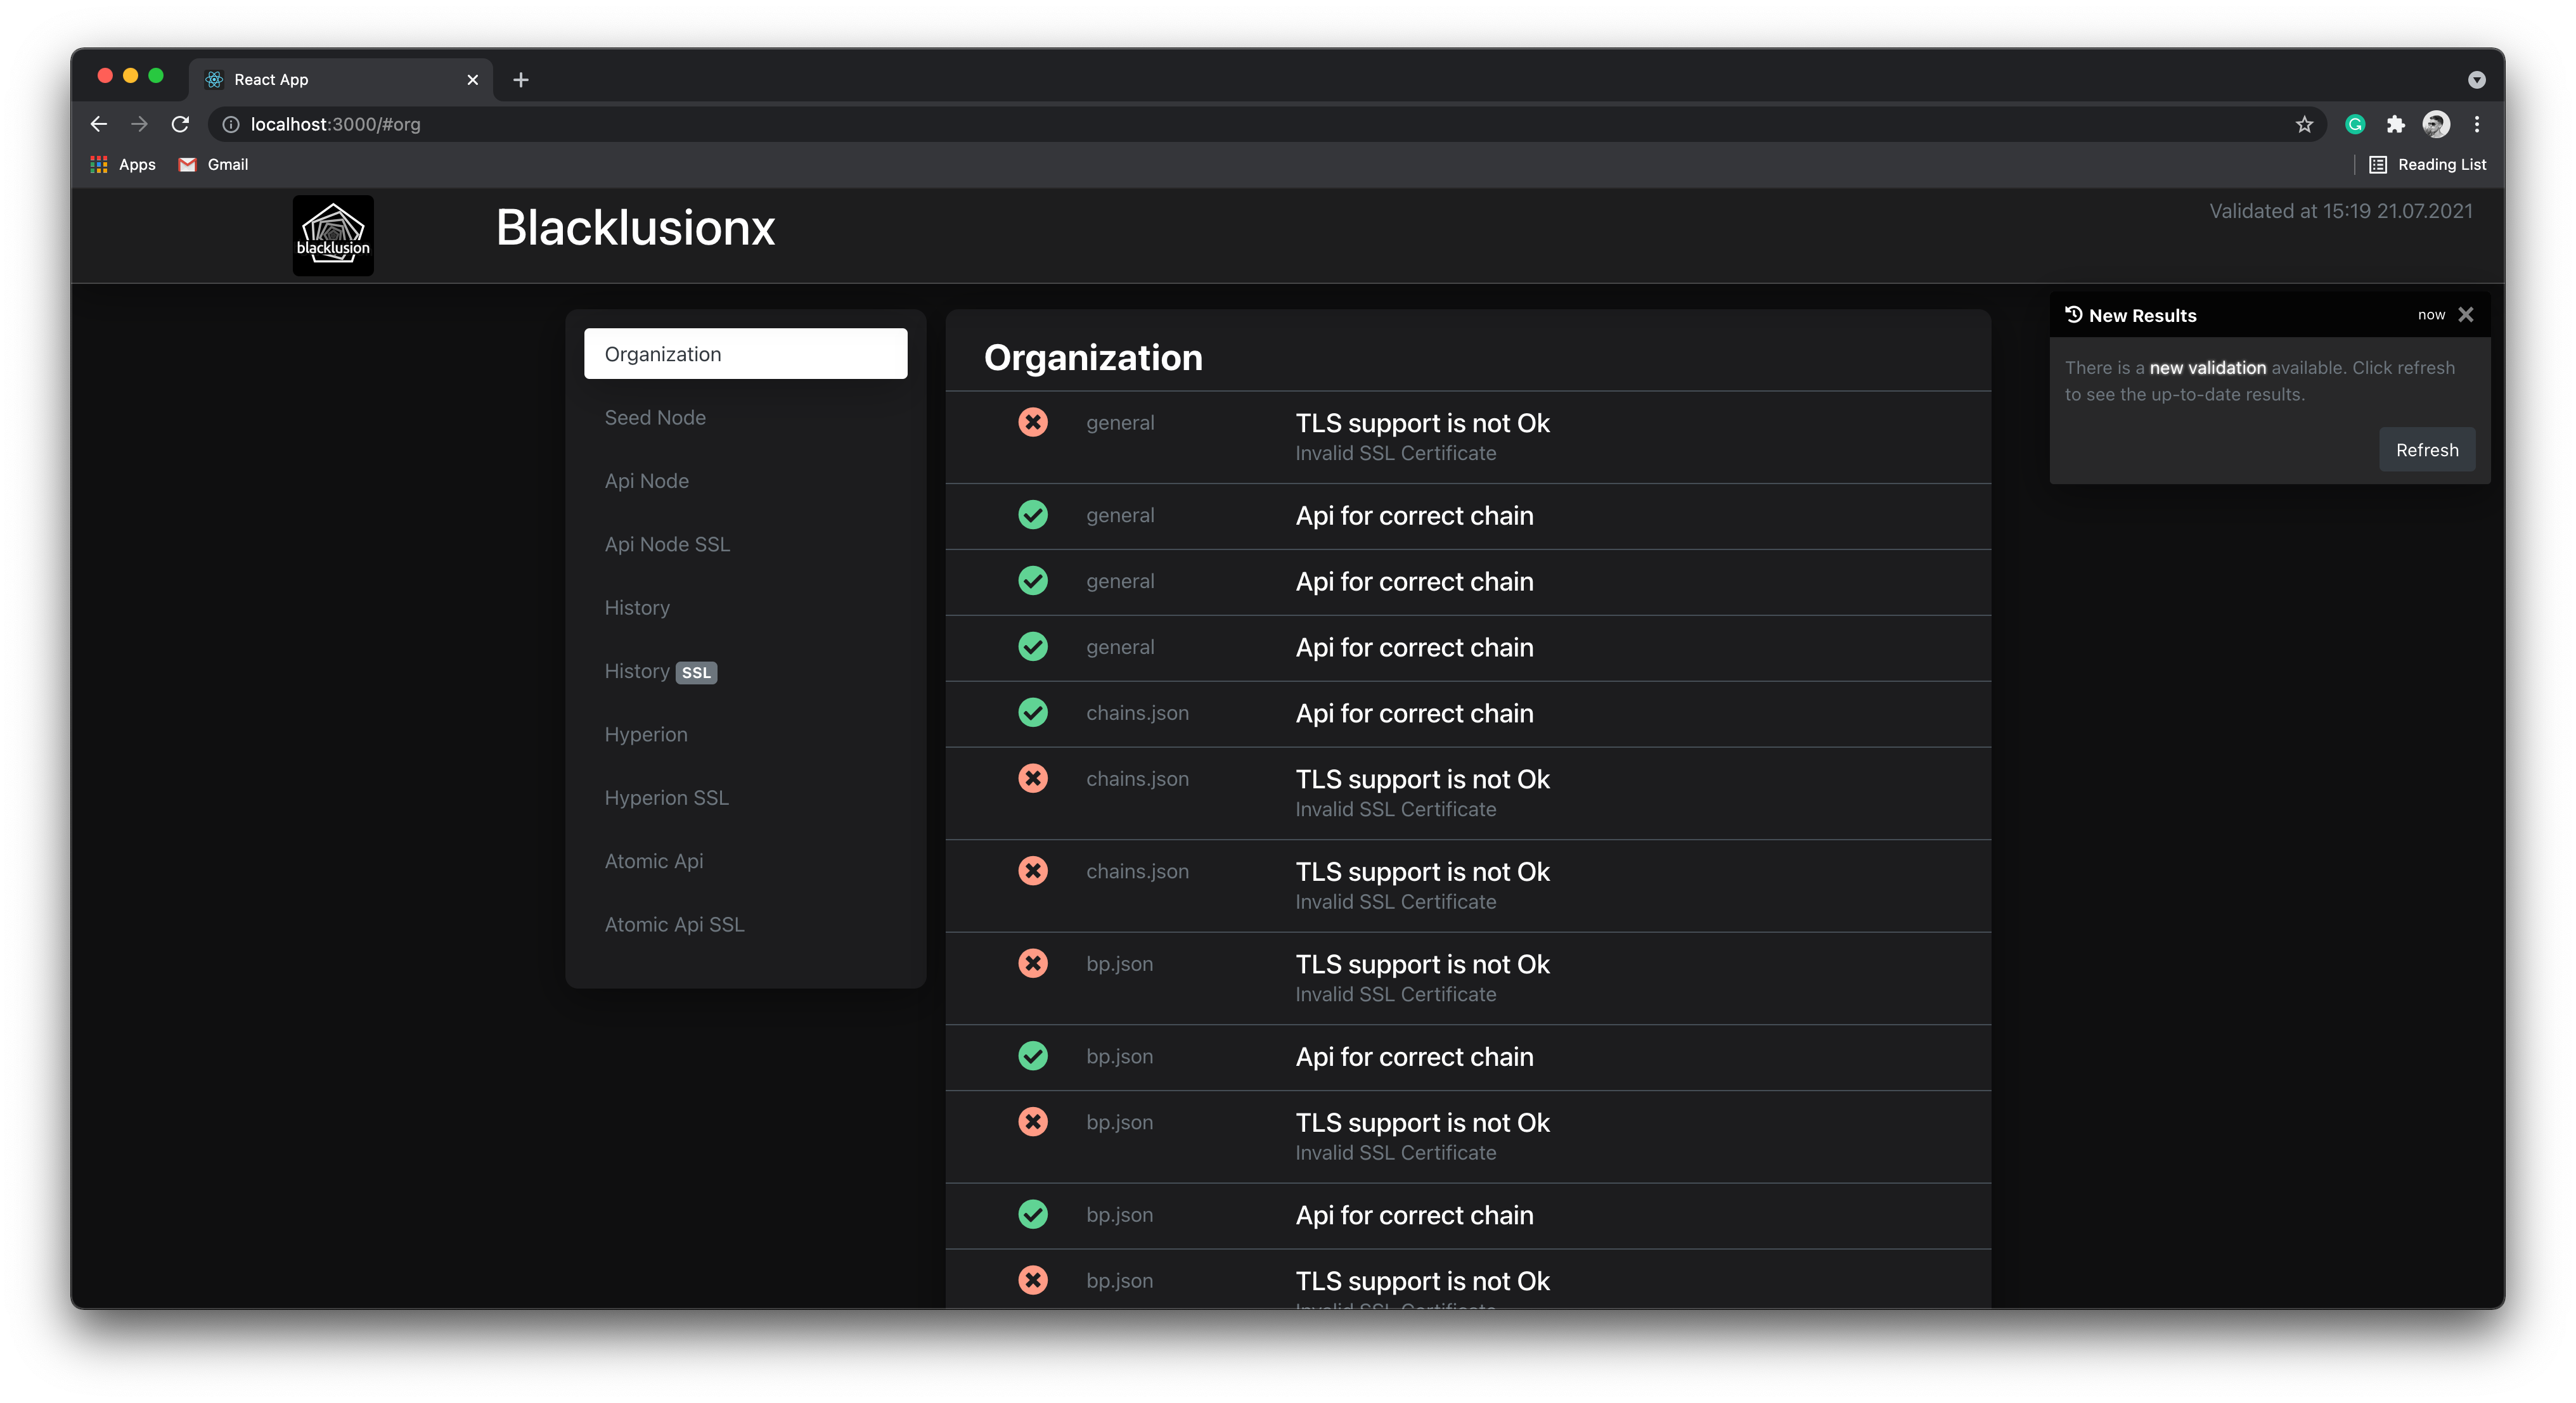 React App
localhost:3000/#org
Apps
Gmail
Reading List
blacklusion
Blacklusionx
Validated at 15:19 21.07.2021
New Results
now
There is a new validation available. Click refresh
to see the up-to-date results.
Refresh
Organization
Seed Node
Api Node
Api Node SSL
History
History SSL
Hyperion
Hyperion SSL
Atomic Api
Atomic Api SSL
Organization
general TLS support is not Ok
Invalid SSL Certificate
general Api for correct chain
general Api for correct chain
general Api for correct chain
chains.json Api for correct chain
chains.json TLS support is not Ok
Invalid SSL Certificate
chains.json TLS support is not Ok
Invalid SSL Certificate
bp.json TLS support is not Ok
Invalid SSL Certificate
bp.json Api for correct chain
bp.json TLS support is not Ok
Invalid SSL Certificate
bp.json Api for correct chain
bp.json TLS support is not Ok